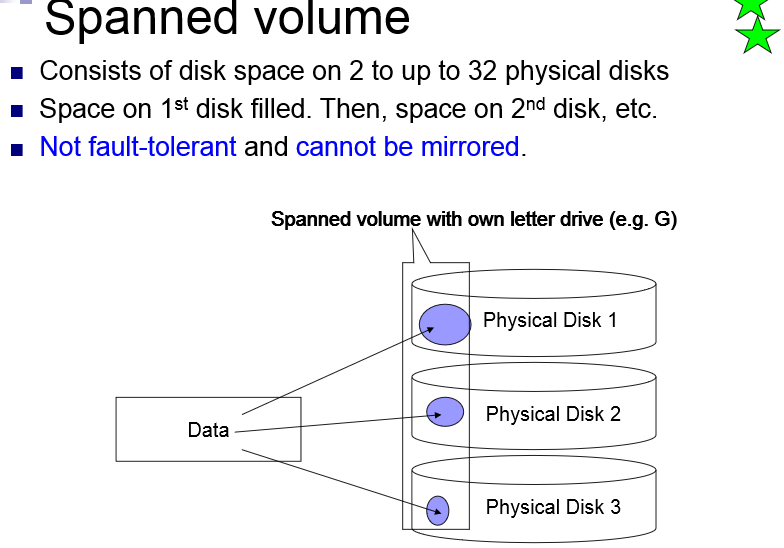 Spanned volume
Consists of disk space on 2 to up to 32 physical disks
Space on 1st disk filled. Then, space on 2nd disk, etc.
Not fault-tolerant and cannot be mirrored.
Spanned volume with own letter drive (e.g. G)
Physical Disk 1
Physical Disk 2
Data
Physical Disk 3